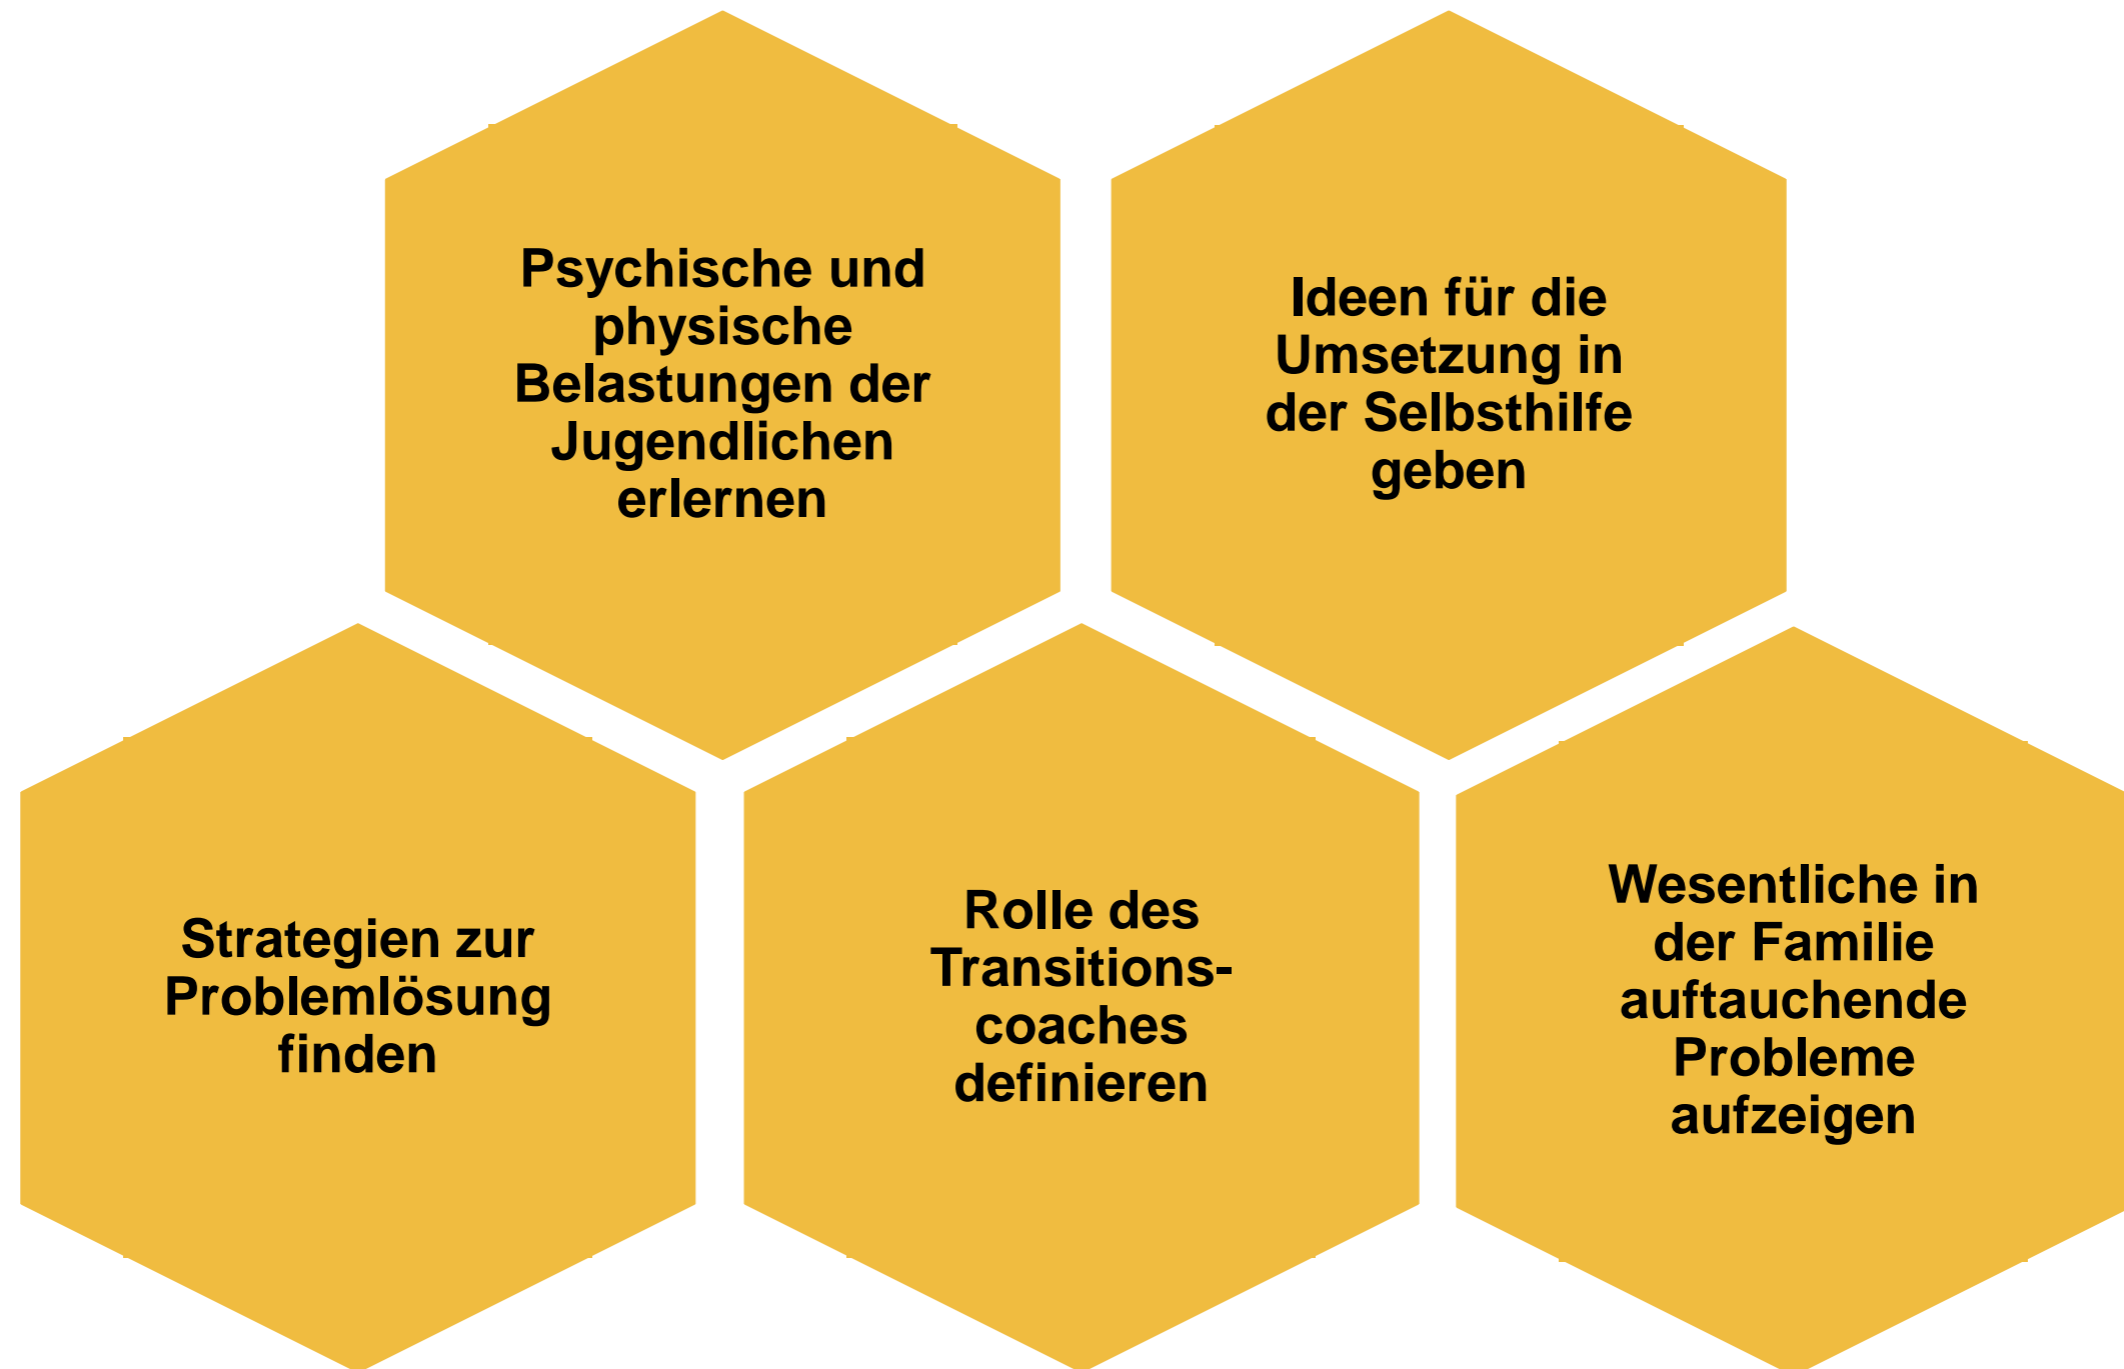 Psychische und
physische
Belastungen der
Jugendlichen
erlernen
Ideen für die
Umsetzung in
der Selbsthilfe
geben
Strategien zur
Problemlösung
finden
Rolle des
Transitions-
coaches
definieren
Wesentliche in
der Familie
auftauchende
Probleme
aufzeigen